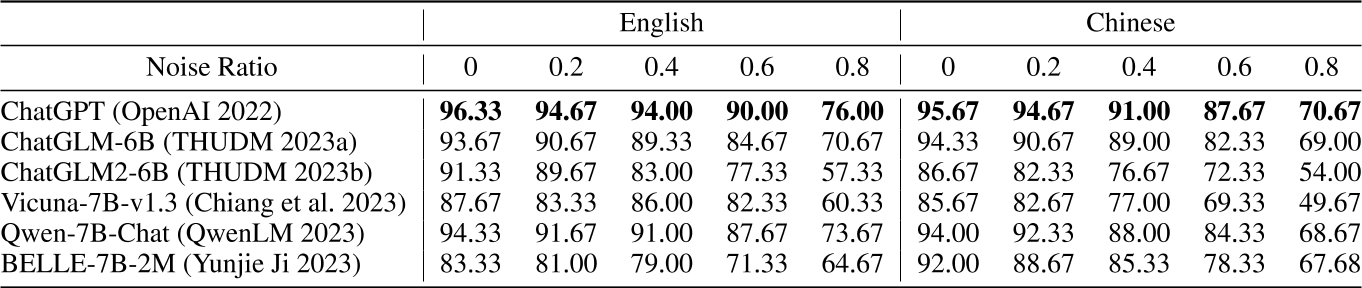 English Chinese
Noise Ratio 0 0.2 0.4 0.6 0.8 0 0.2 0.4 0.6 0.8
ChatGPT (OpenAI 2022) 96.33 94.67 94.00 90.00 76.00 95.67 94.67 91.00 87.67 70.67
ChatGLM-6B (THUDM 2023a) 93.67 90.67 89.33 84.67 70.67 94.33 90.67 89.00 82.33 69.00
ChatGLM2-6B (THUDM 2023b) 91.33 89.67 83.00 77.33 57.33 86.67 82.33 76.67 72.33 54.00
Vicuna-7B-v1.3 (Chiang et al. 2023) 87.67 83.33 86.00 82.33 60.33 85.67 82.67 77.00 69.33 49.67
Qwen-7B-Chat (QwenLM 2023) 94.33 91.67 91.00 87.67 73.67 94.00 92.33 88.00 84.33 68.67
BELLE-7B-2M (Yunjie Ji 2023) 83.33 81.00 79.00 71.33 64.67 92.00 88.67 85.33 78.33 67.68